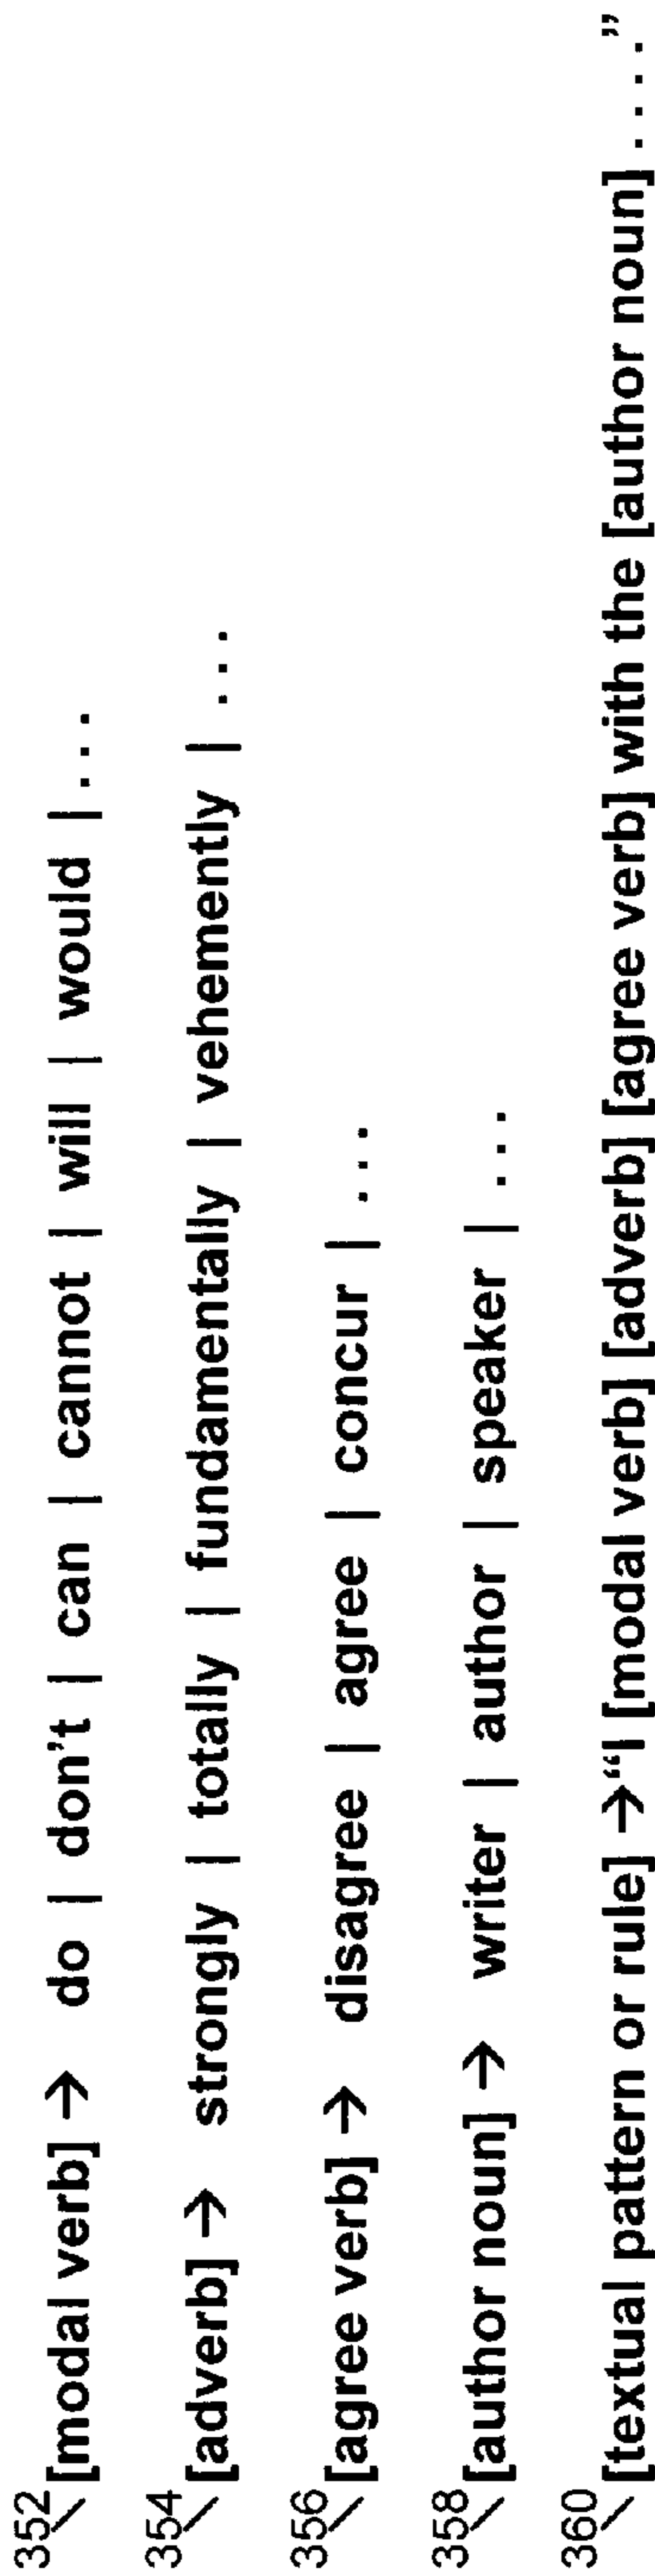 352 [modal verb] → do | don't | can | cannot | will | would | . . .
354 [adverb] → strongly | totally | fundamentally | vehemently | . . .
356 [agree verb] → disagree | agree | concur | . . .
358 [author noun] → writer | author | speaker | . . .
360 [textual pattern or rule] →“I [modal verb] [adverb] [agree verb] with the [author noun] . . . .”